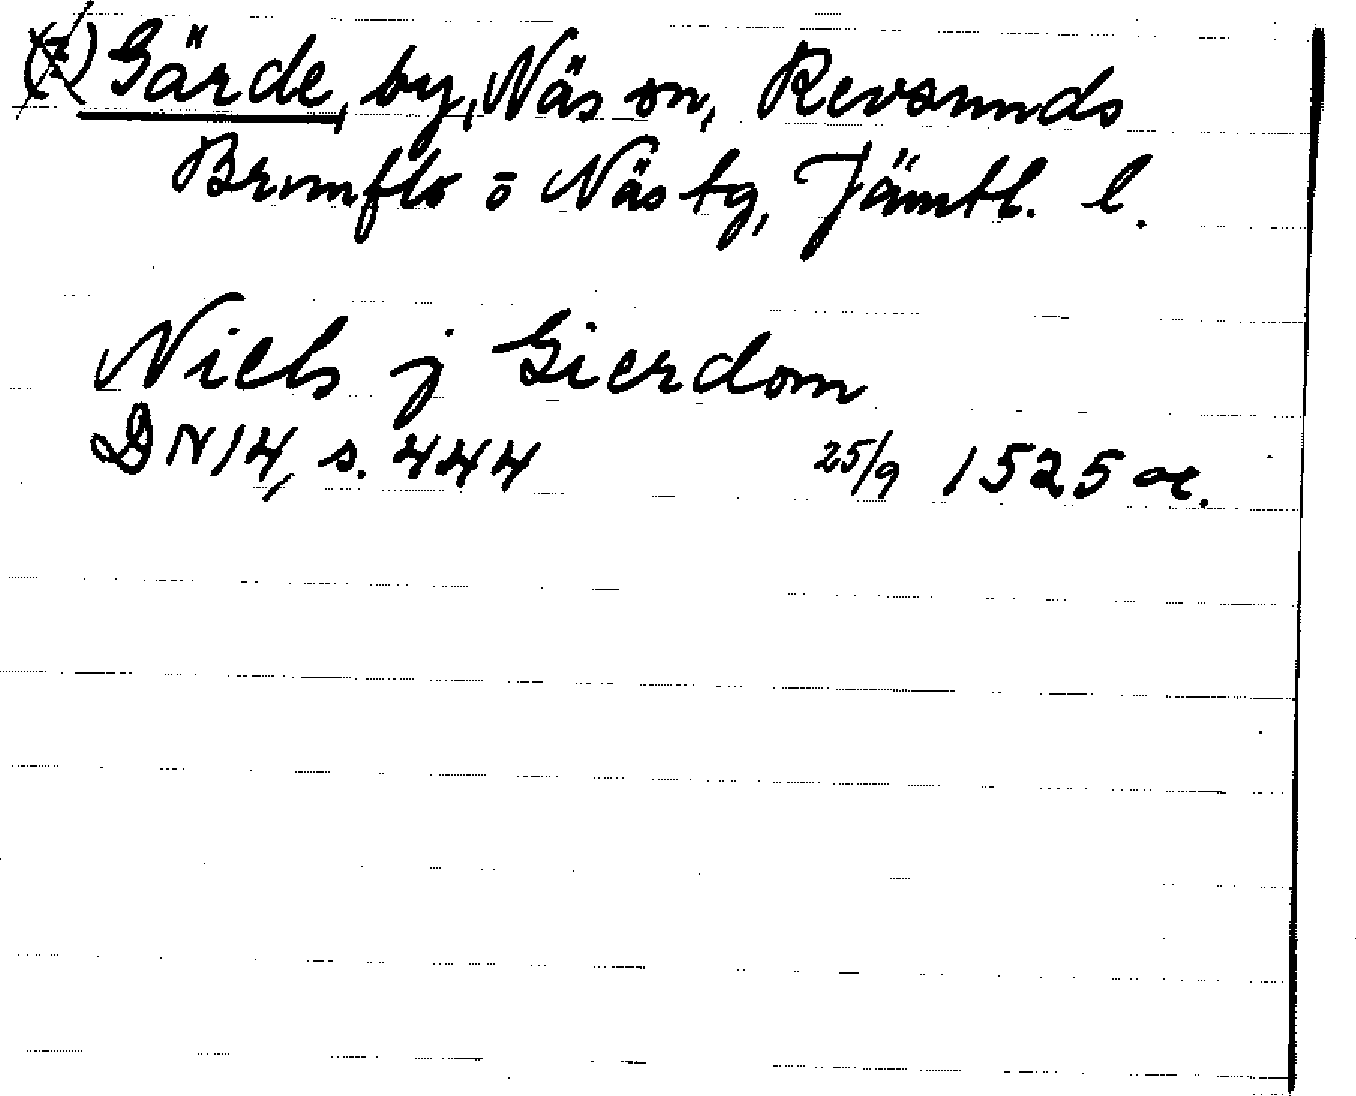 Gärde, by, Näs sn, Revsunds
Brunflo o Näs tg, Jämtl. l.
Niels j Gierdom
DN 14, s. 444 25/9 1525 or.